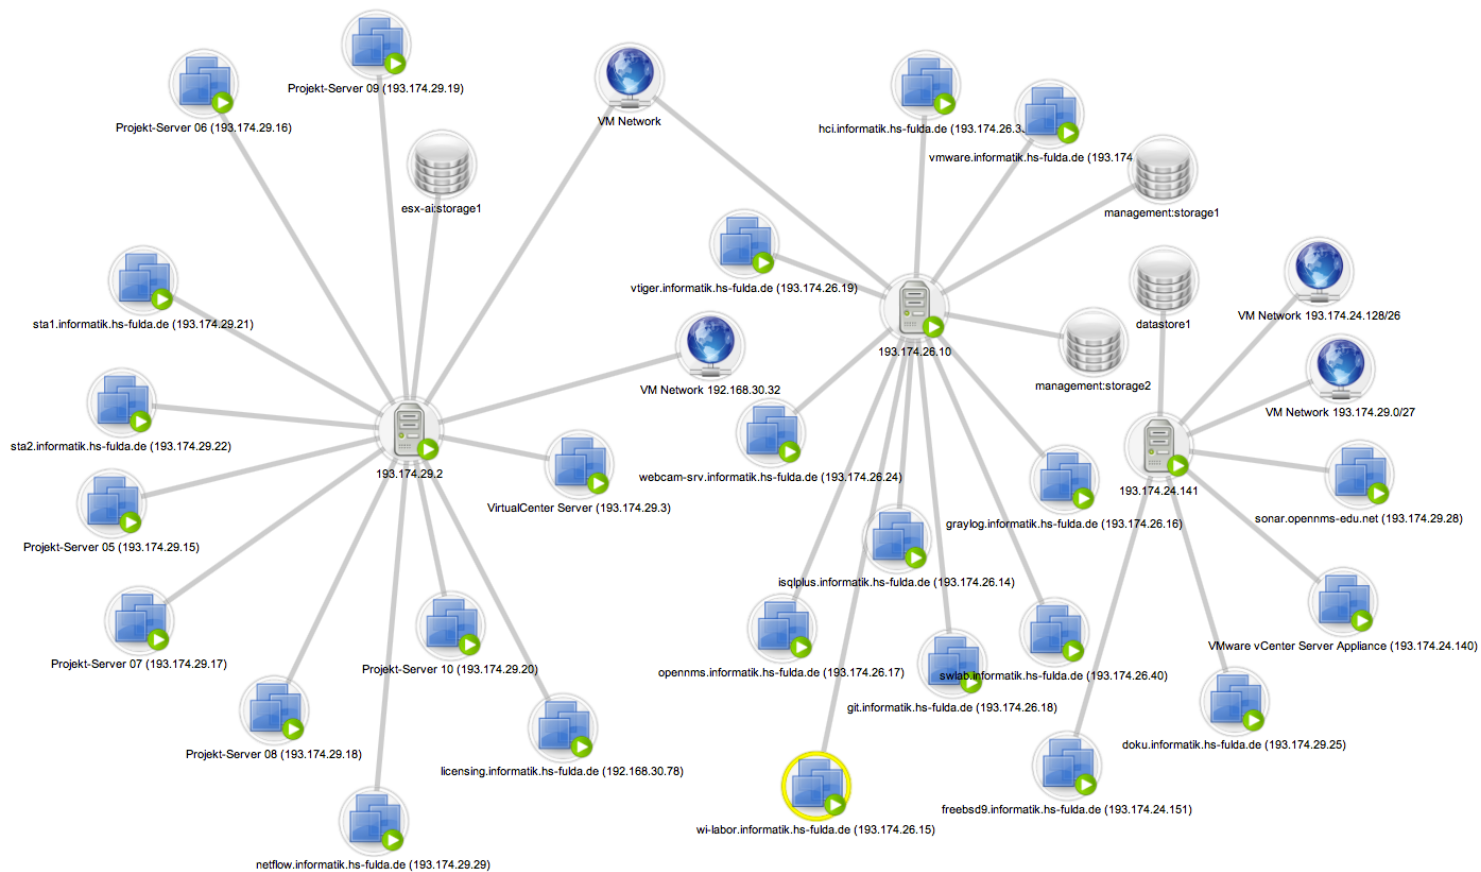 Projekt-Server 09 (193.174.29.19)
Projekt-Server 06 (193.174.29.16)
VM Network
hci.informatik.hs-fulda.de (193.174.26.3
vmware.informatik.hs-fulda.de (193.174
esx-ai:storage1
management:storage1
vtiger.informatik.hs-fulda.de (193.174.26.19)
sta1.informatik.hs-fulda.de (193.174.29.21)
datastore1
VM Network 193.174.24.128/26
193.174.26.10
management:storage2
VM Network 192.168.30.32
VM Network 193.174.29.0/27
sta2.informatik.hs-fulda.de (193.174.29.22)
193.174.29.2
webcam-srv.informatik.hs-fulda.de (193.174.26.24)
193.174.24.141
VirtualCenter Server (193.174.29.3)
graylog.informatik.hs-fulda.de (193.174.26.16)
sonar.opennms-edu.net (193.174.29.28)
Projekt-Server 05 (193.174.29.15)
isqlplus.informatik.hs-fulda.de (193.174.26.14)
VMware vCenter Server Appliance (193.174.24.140)
Projekt-Server 07 (193.174.29.17)
Projekt-Server 10 (193.174.29.20)
opennms.informatik.hs-fulda.de (193.174.26.17)
swlab.informatik.hs-fulda.de (193.174.26.40)
git.informatik.hs-fulda.de (193.174.26.18)
doku.informatik.hs-fulda.de (193.174.29.25)
Projekt-Server 08 (193.174.29.18)
licensing.informatik.hs-fulda.de (192.168.30.78)
freebsd9.informatik.hs-fulda.de (193.174.24.151)
wi-labor.informatik.hs-fulda.de (193.174.26.15)
netflow.informatik.hs-fulda.de (193.174.29.29)